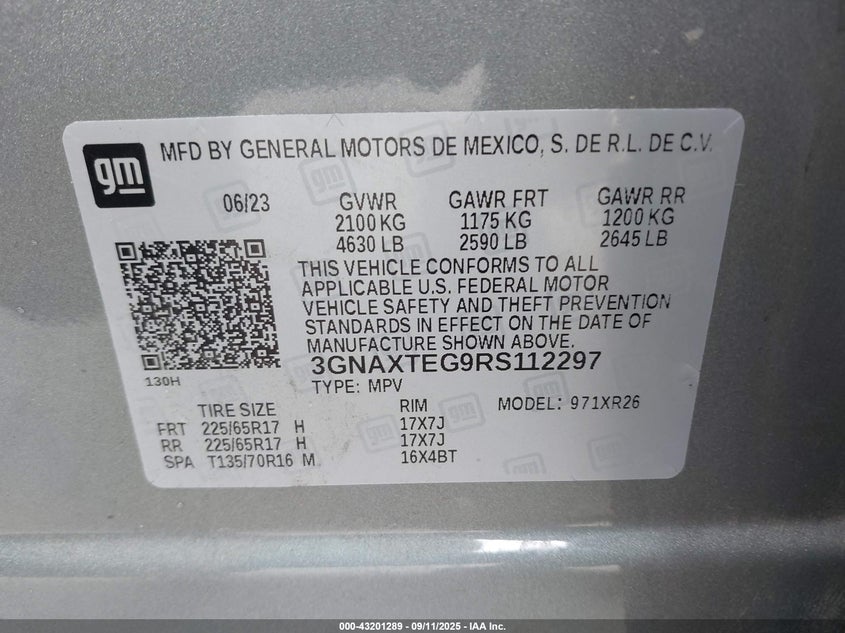 gm
MFD BY GENERAL MOTORS DE MEXICO, S. DE R.L. DE C.V.
06/23 GVWR GAWR FRT GAWR RR
2100 KG 1175 KG 1200 KG
4630 LB 2590 LB 2645 LB
THIS VEHICLE CONFORMS TO ALL
APPLICABLE U.S. FEDERAL MOTOR
VEHICLE SAFETY AND THEFT PREVENTION
STANDARDS IN EFFECT ON THE DATE OF
MANUFACTURE SHOWN ABOVE.
3GNAXTEG9RS112297
130H
TYPE: MPV
TIRE SIZE RIM MODEL: 971XR26
FRT 225/65R17 H 17X7J
RR 225/65R17 H 17X7J
SPA T135/70R16 M 16X4BT
000-43201289 - 09/11/2025 - IAA Inc.